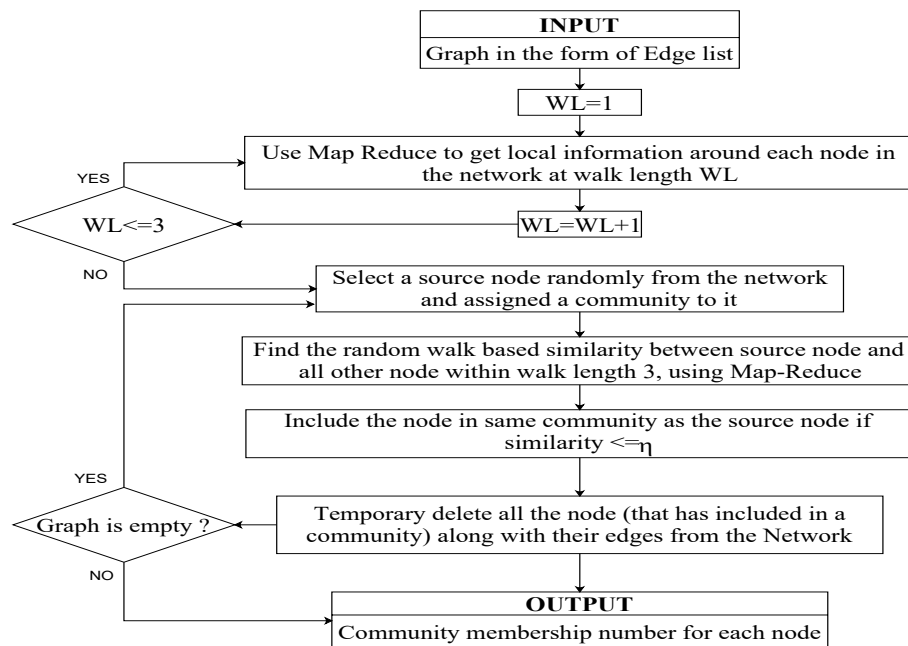 INPUT
Graph in the form of Edge list
WL=1
Use Map Reduce to get local information around each node in
the network at walk length WL
YES
WL<=3
WL=WL+1
NO
Select a source node randomly from the network
and assigned a community to it
Find the random walk based similarity between source node and
all other node within walk length 3, using Map-Reduce
Include the node in same community as the source node if
similarity <=η
YES
Graph is empty ?
Temporary delete all the node (that has included in a
community) along with their edges from the Network
NO
OUTPUT
Community membership number for each node